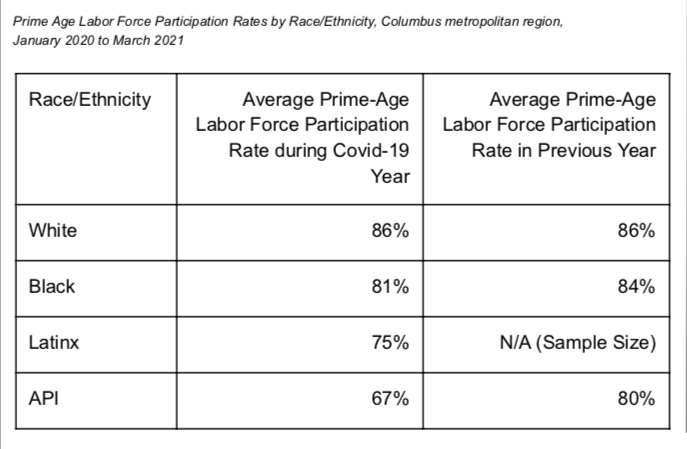 Prime Age Labor Force Participation Rates by Race/Ethnicity, Columbus metropolitan region,
January 2020 to March 2021
Race/Ethnicity
Average Prime-Age
Labor Force Participation
Rate during Covid-19
Year
Average Prime-Age
Labor Force Participation
Rate in Previous Year
White 86% 86%
Black 81% 84%
Latinx 75% N/A (Sample Size)
API 67% 80%